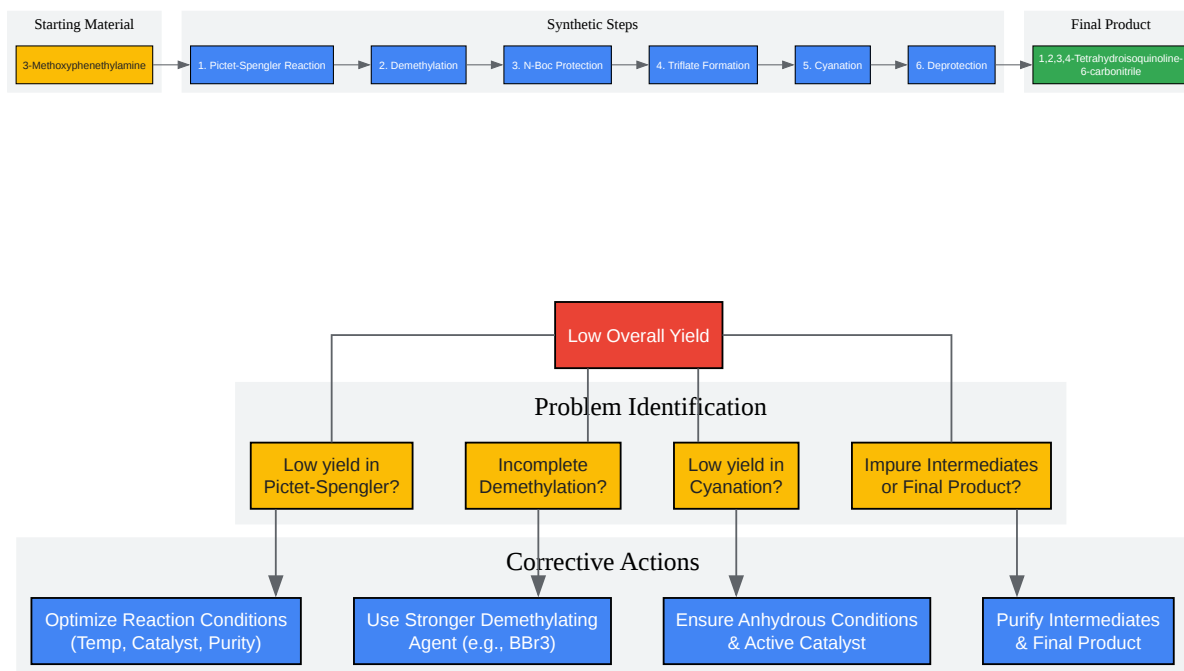 Starting Material
Synthetic Steps
Final Product
3-Methoxyphenethylamine
1. Pictet-Spengler Reaction
2. Demethylation
3. N-Boc Protection
4. Triflate Formation
5. Cyanation
6. Deprotection
1,2,3,4-Tetrahydroisoquinoline-
6-carbonitrile
Low Overall Yield
Problem Identification
Low yield in
Pictet-Spengler?
Incomplete
Demethylation?
Low yield in
Cyanation?
Impure Intermediates
or Final Product?
Corrective Actions
Optimize Reaction Conditions
(Temp, Catalyst, Purity)
Use Stronger Demethylating
Agent (e.g., BBr3)
Ensure Anhydrous Conditions
& Active Catalyst
Purify Intermediates
& Final Product